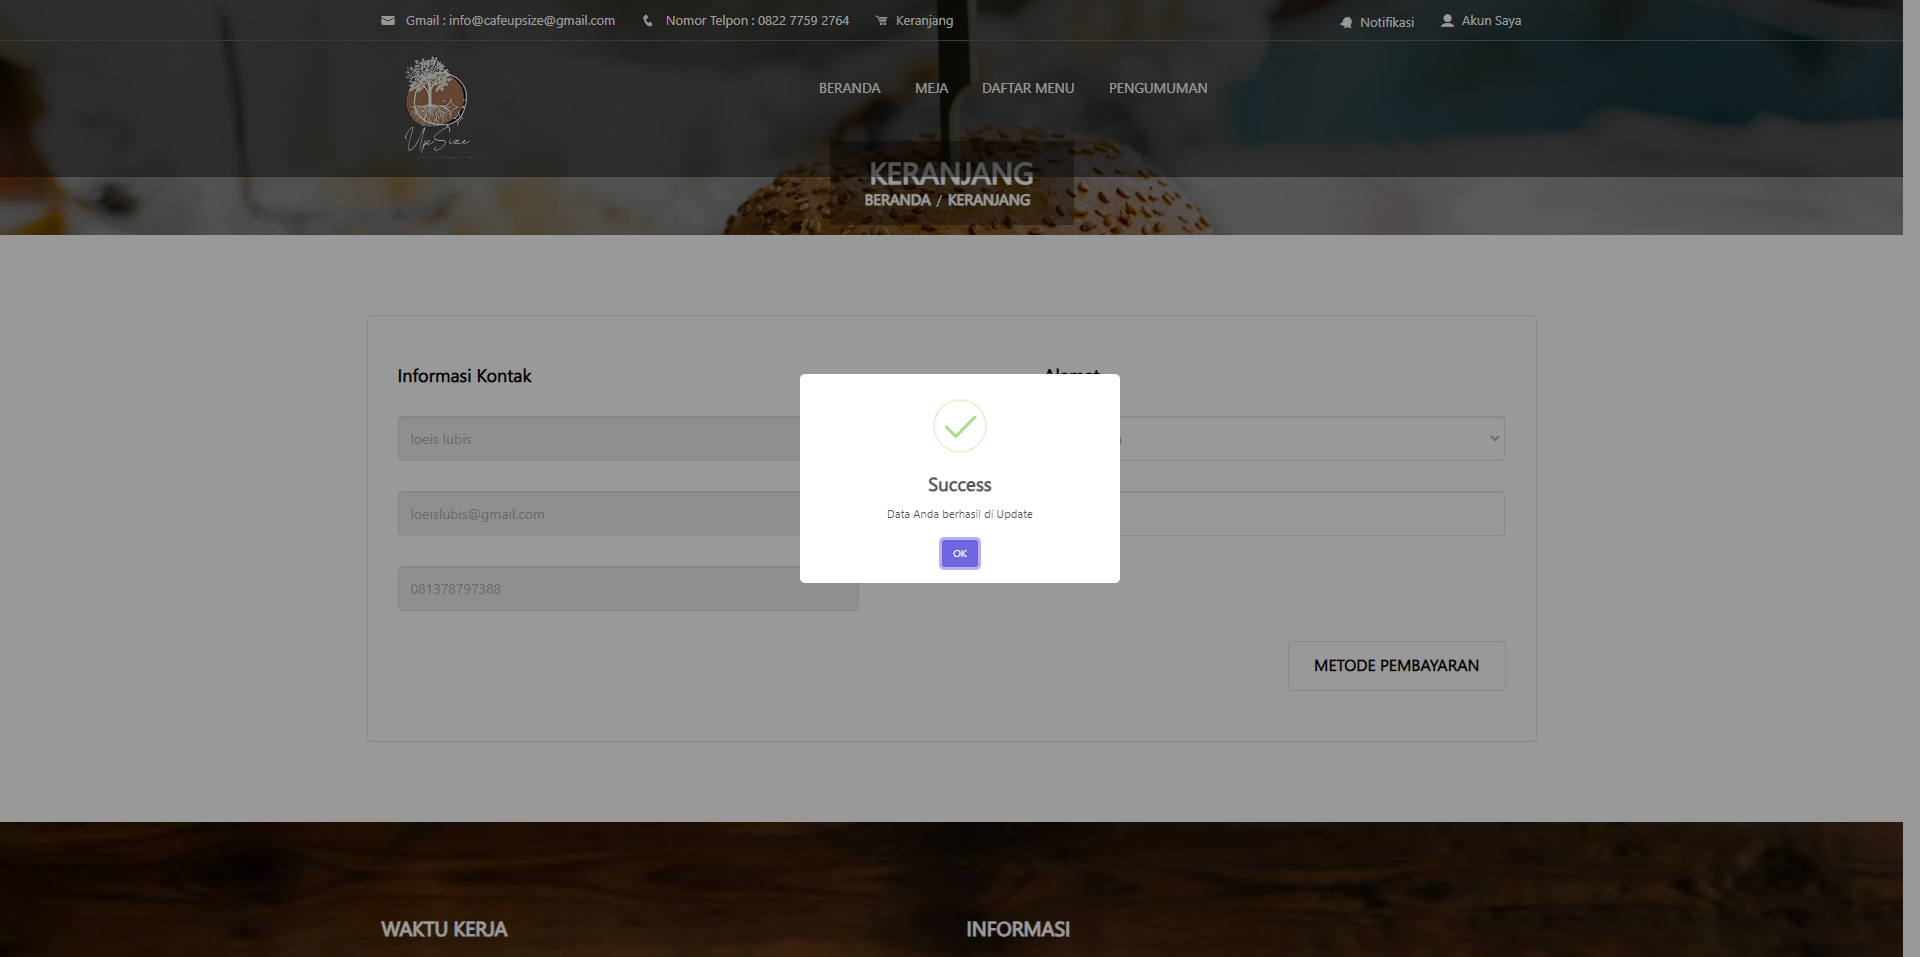 Gmail : info@cafeupsize@gmail.com
Nomor Telpon : 0822 7759 2764
Keranjang
Notifikasi
Akun Saya
UpSize
BERANDA
MEJA
DAFTAR MENU
PENGUMUMAN
KERANJANG
BERANDA / KERANJANG
Informasi Kontak
Alamat
loeis lubis
loeislubis@gmail.com
081378797388
Success
Data Anda berhasil di Update
OK
METODE PEMBAYARAN
WAKTU KERJA
INFORMASI